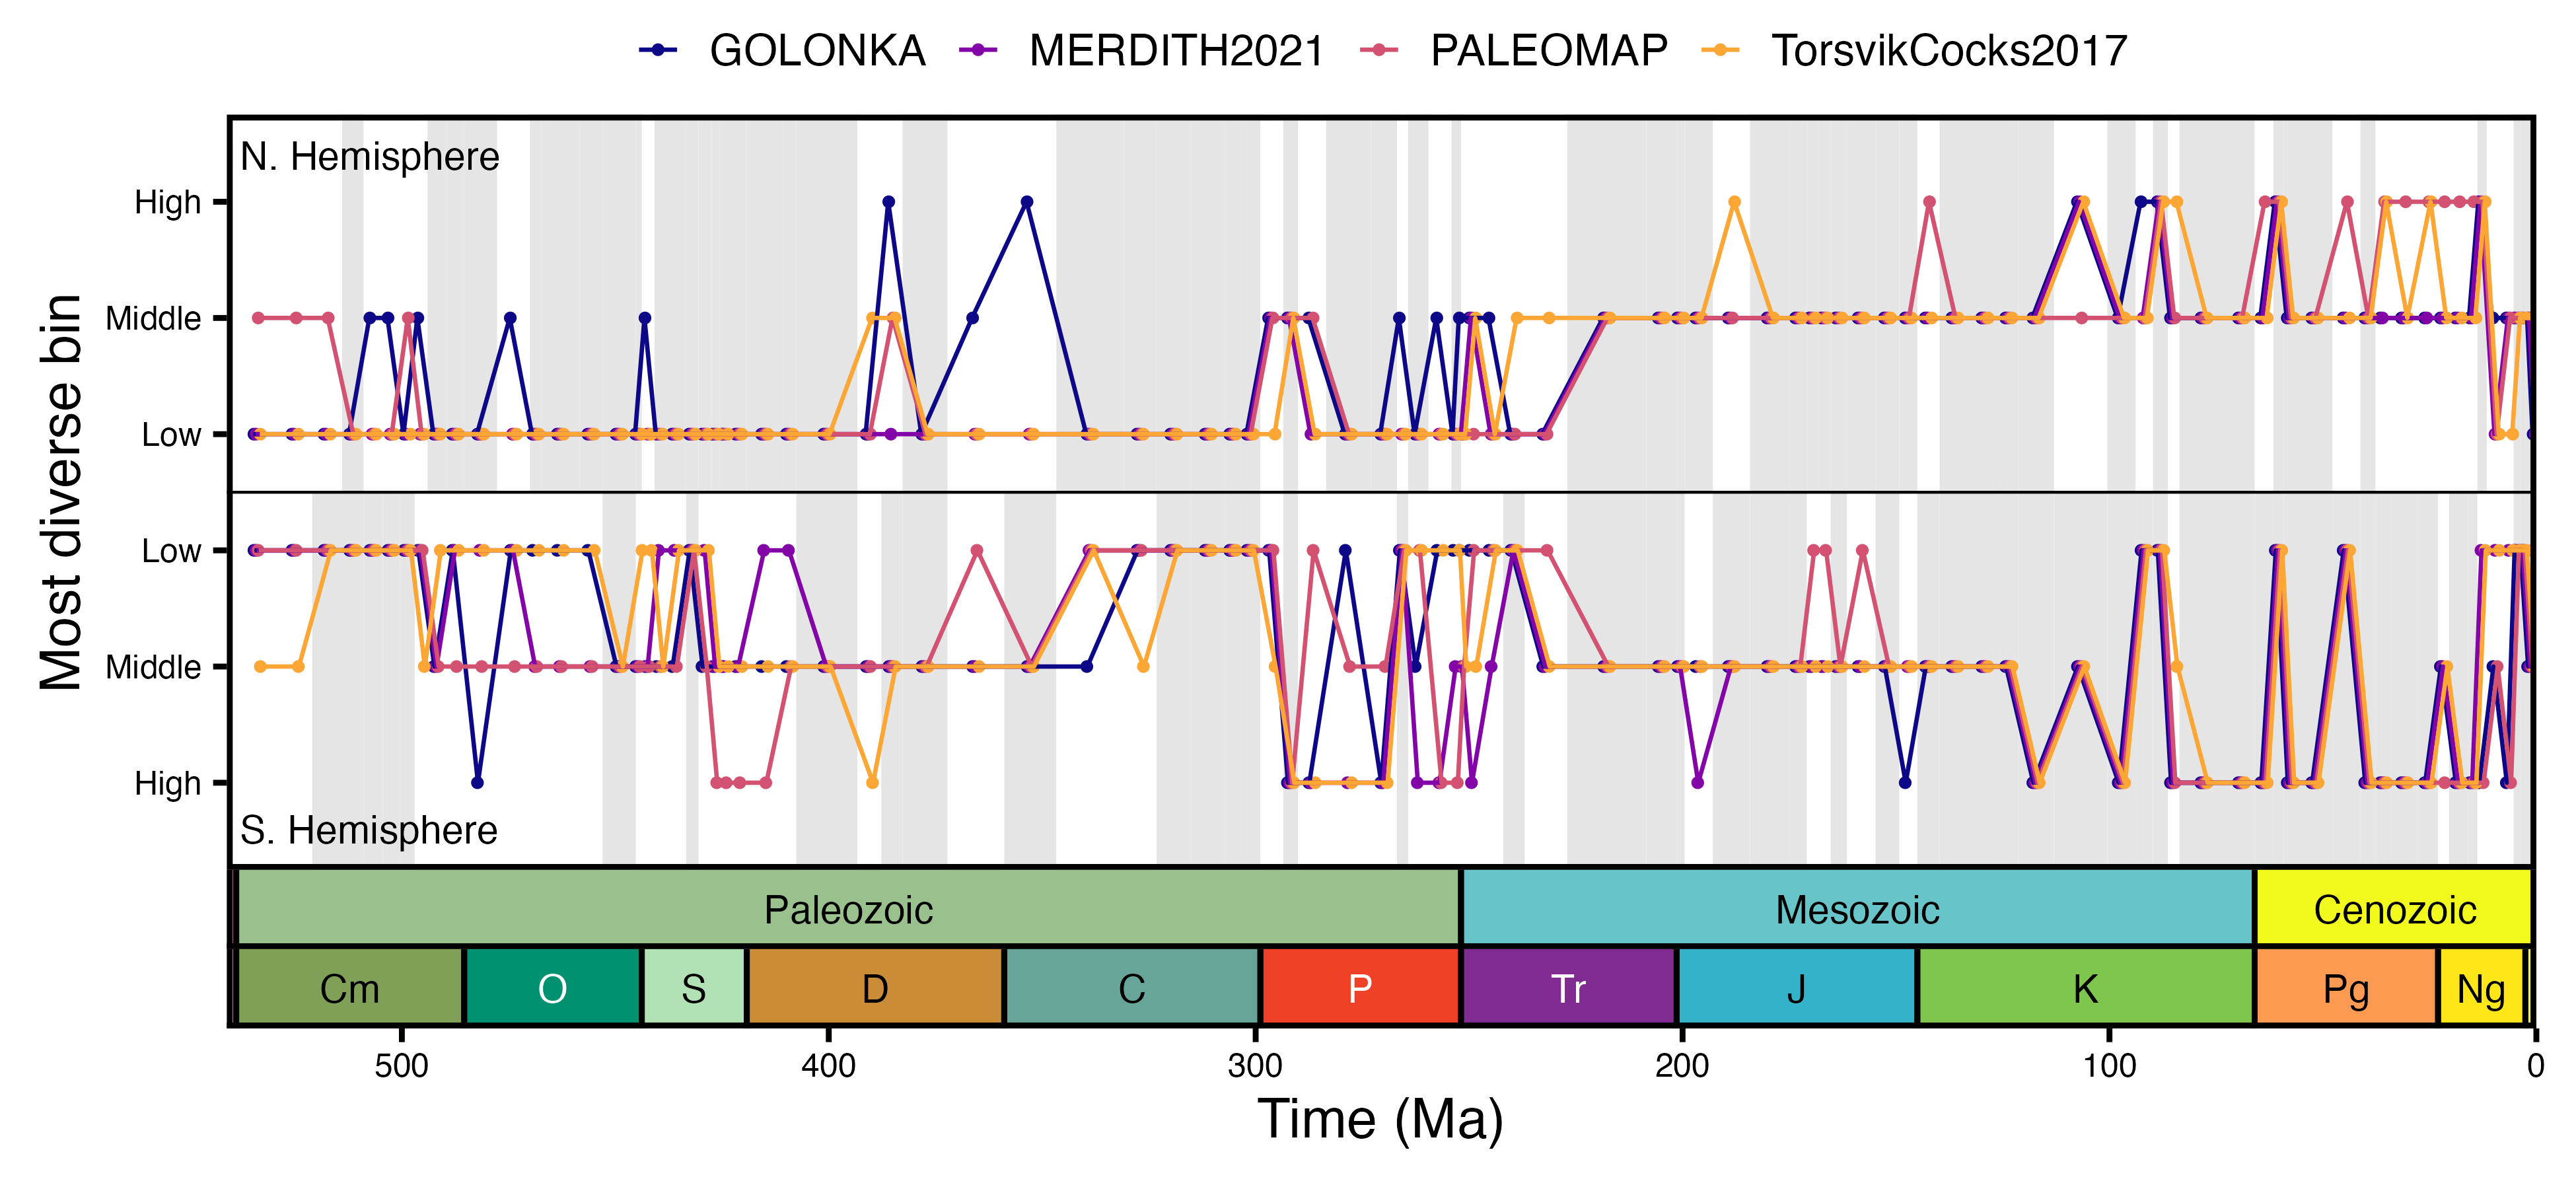 GOLONKA MERDITH2021 PALEOMAP TorsvikCocks2017
N. Hemisphere
High
Middle
Low
Most diverse bin
Low
Middle
High
S. Hemisphere
Paleozoic Mesozoic Cenozoic
Cm O S D C P Tr J K Pg Ng
500 400 300 200 100 0
Time (Ma)